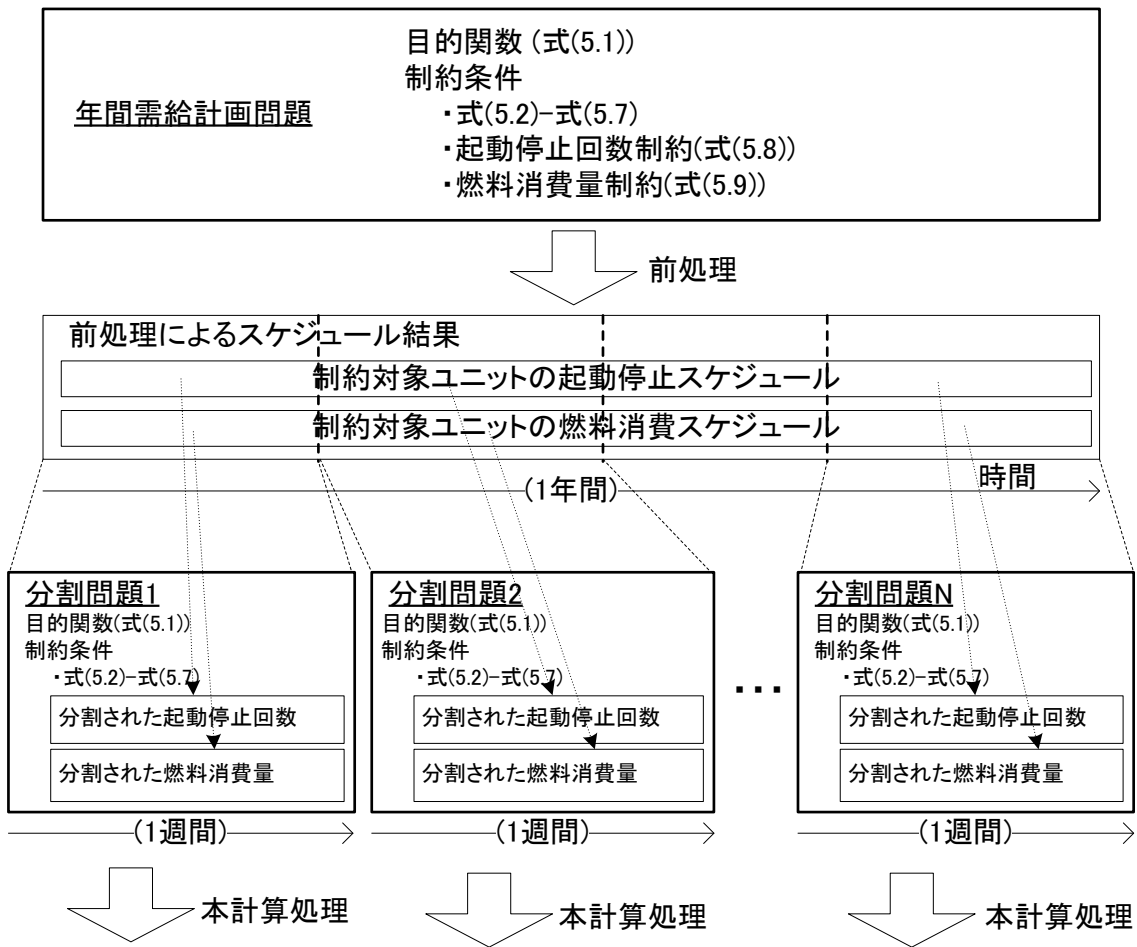 目的関数 (式(5.1))
制約条件
年間需給計画問題
・式(5.2)-式(5.7)
・起動停止回数制約(式(5.8))
・燃料消費量制約(式(5.9))
前処理
前処理によるスケジュール結果
制約対象ユニットの起動停止スケジュール
制約対象ユニットの燃料消費スケジュール
時間
(1年間)
分割問題1
目的関数(式(5.1))
制約条件
・式(5.2)-式(5.7)
分割された起動停止回数
分割された燃料消費量
(1週間)
本計算処理
分割問題2
目的関数(式(5.1))
制約条件
・式(5.2)-式(5.7)
分割された起動停止回数
分割された燃料消費量
(1週間)
本計算処理
…
分割問題N
目的関数(式(5.1))
制約条件
・式(5.2)-式(5.7)
分割された起動停止回数
分割された燃料消費量
(1週間)
本計算処理